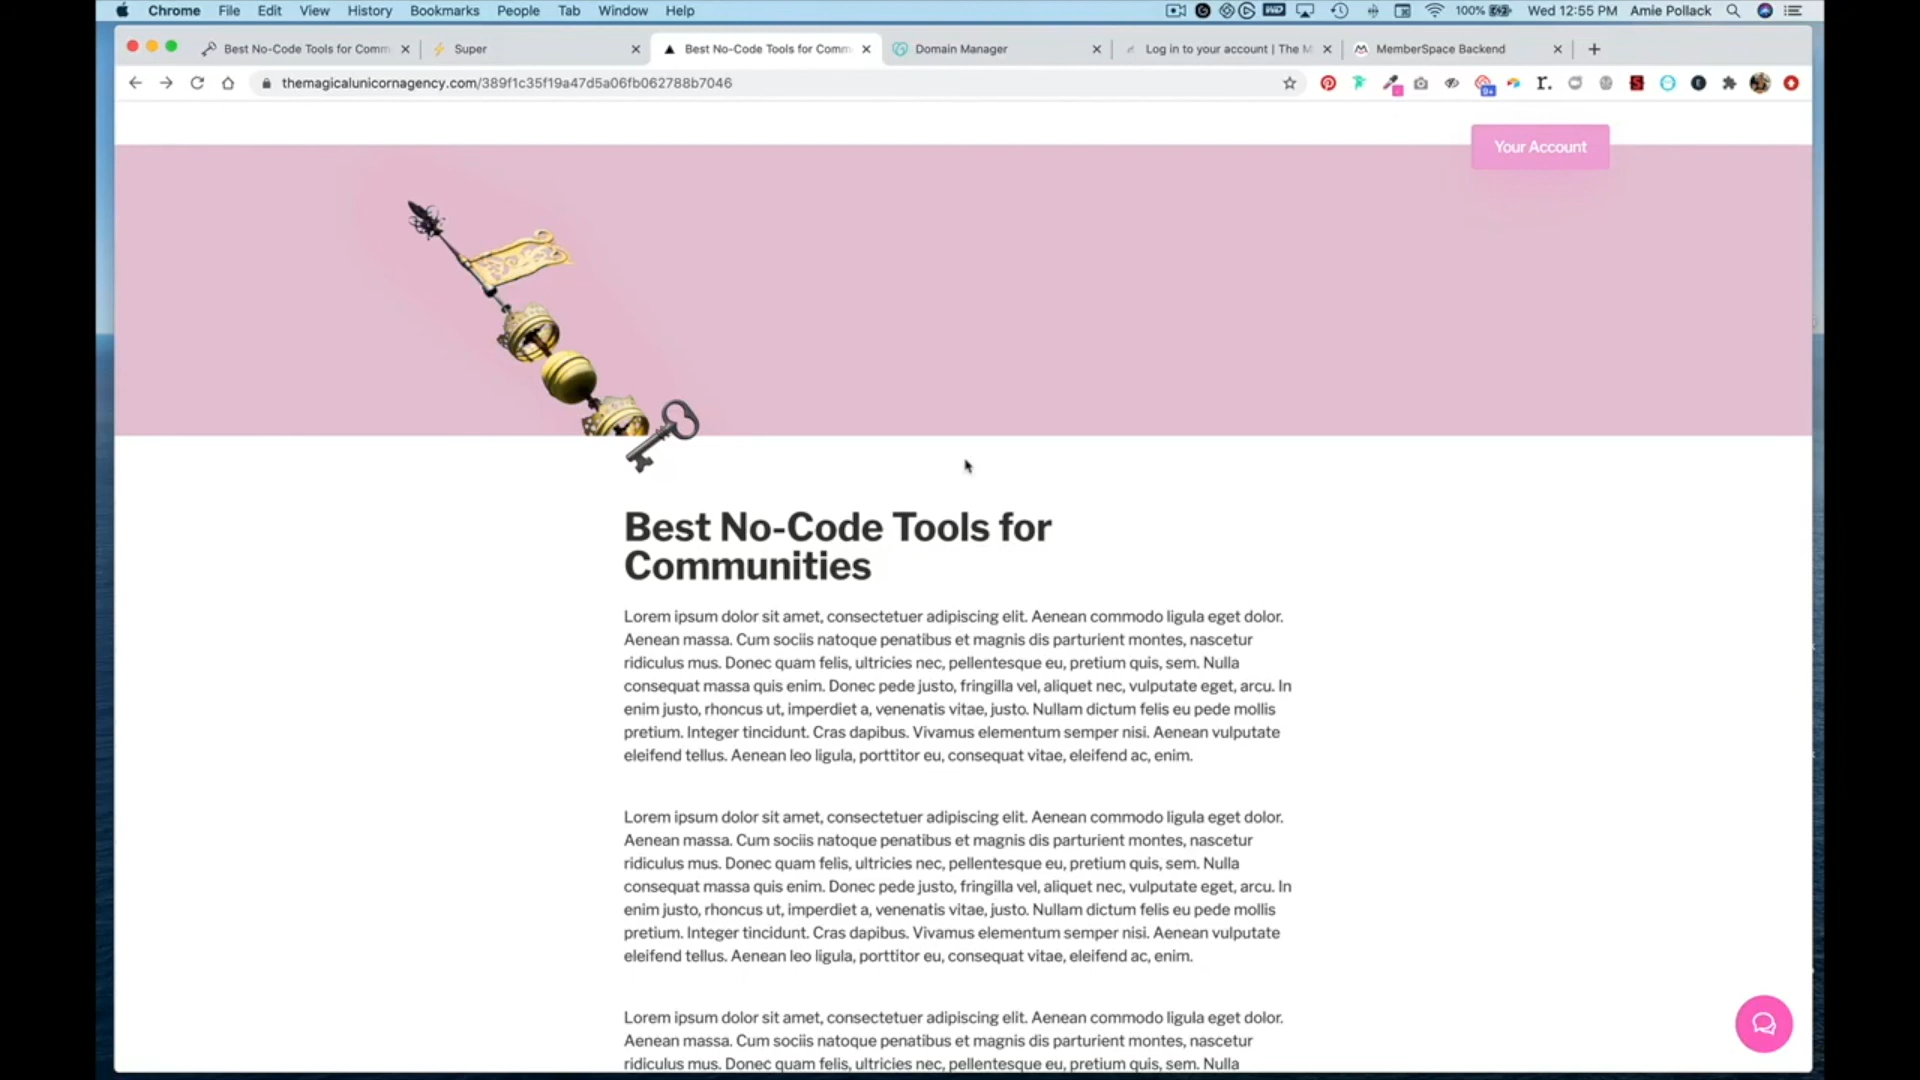 Chrome File Edit View History Bookmarks People Tab Window Help 100% Wed 12:55 PM Amie Pollack
Best No-Code Tools for Comm Super Best No-Code Tools for Comm Domain Manager Log in to your account | The M MemberSpace Backend
themagicalunicornagency.com/389f1c35f19a47d5a06fb062788b7046
Your Account
Best No-Code Tools for
Communities
Lorem ipsum dolor sit amet, consectetuer adipiscing elit. Aenean commodo ligula eget dolor.
Aenean massa. Cum sociis natoque penatibus et magnis dis parturient montes, nascetur
ridiculus mus. Donec quam felis, ultricies nec, pellentesque eu, pretium quis, sem. Nulla
consequat massa quis enim. Donec pede justo, fringilla vel, aliquet nec, vulputate eget, arcu. In
enim justo, rhoncus ut, imperdiet a, venenatis vitae, justo. Nullam dictum felis eu pede mollis
pretium. Integer tincidunt. Cras dapibus. Vivamus elementum semper nisi. Aenean vulputate
eleifend tellus. Aenean leo ligula, porttitor eu, consequat vitae, eleifend ac, enim.
Lorem ipsum dolor sit amet, consectetuer adipiscing elit. Aenean commodo ligula eget dolor.
Aenean massa. Cum sociis natoque penatibus et magnis dis parturient montes, nascetur
ridiculus mus. Donec quam felis, ultricies nec, pellentesque eu, pretium quis, sem. Nulla
consequat massa quis enim. Donec pede justo, fringilla vel, aliquet nec, vulputate eget, arcu. In
enim justo, rhoncus ut, imperdiet a, venenatis vitae, justo. Nullam dictum felis eu pede mollis
pretium. Integer tincidunt. Cras dapibus. Vivamus elementum semper nisi. Aenean vulputate
eleifend tellus. Aenean leo ligula, porttitor eu, consequat vitae, eleifend ac, enim.
Lorem ipsum dolor sit amet, consectetuer adipiscing elit. Aenean commodo ligula eget dolor.
Aenean massa. Cum sociis natoque penatibus et magnis dis parturient montes, nascetur
ridiculus mus. Donec quam felis, ultricies nec, pellentesque eu, pretium quis, sem. Nulla